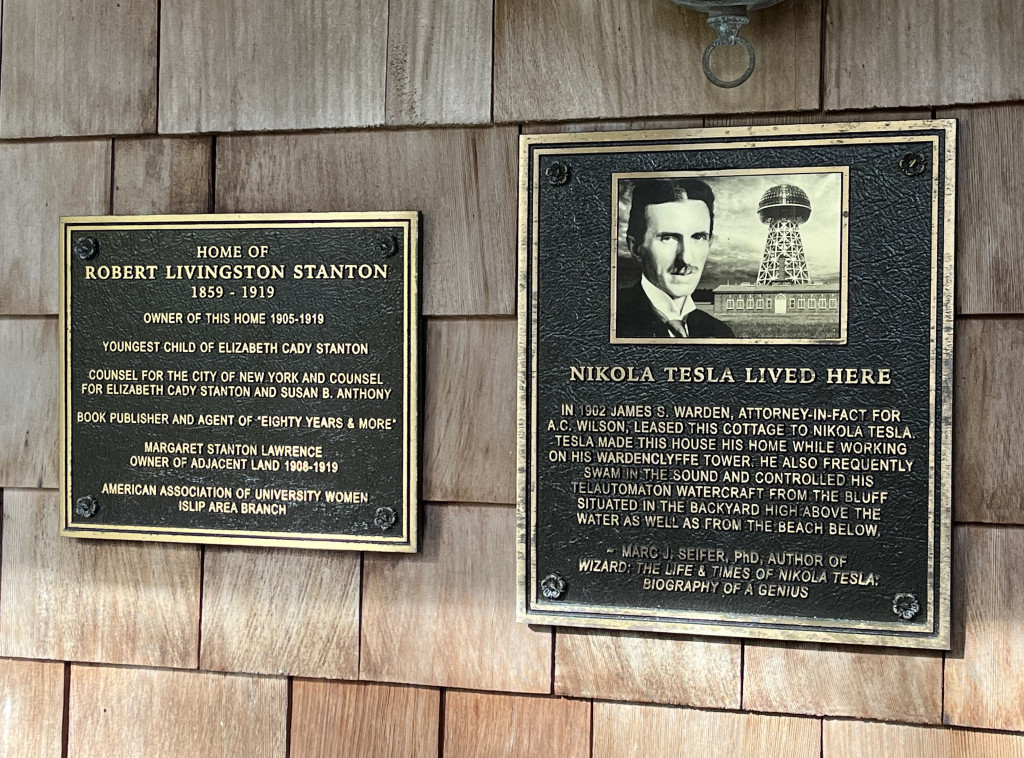 HOME OF
ROBERT LIVINGSTON STANTON
1859 - 1919
OWNER OF THIS HOME 1905-1919
YOUNGEST CHILD OF ELIZABETH CADY STANTON
COUNSEL FOR THE CITY OF NEW YORK AND COUNSEL
FOR ELIZABETH CADY STANTON AND SUSAN B. ANTHONY
BOOK PUBLISHER AND AGENT OF "EIGHTY YEARS & MORE"
MARGARET STANTON LAWRENCE
OWNER OF ADJACENT LAND 1908-1919
AMERICAN ASSOCIATION OF UNIVERSITY WOMEN
ISLIP AREA BRANCH
NIKOLA TESLA LIVED HERE
IN 1902 JAMES S. WARDEN, ATTORNEY-IN-FACT FOR
A.C. WILSON, LEASED THIS COTTAGE TO NIKOLA TESLA.
TESLA MADE THIS HOUSE HIS HOME WHILE WORKING
ON HIS WARDENCLYFFE TOWER. HE ALSO FREQUENTLY
SWAM IN THE SOUND AND CONTROLLED HIS
TELAUTOMATON WATERCRAFT FROM THE BLUFF
SITUATED IN THE BACKYARD HIGH ABOVE THE
WATER AS WELL AS FROM THE BEACH BELOW.
~ MARC J. SEIFER, PhD, AUTHOR OF
WIZARD: THE LIFE & TIMES OF NIKOLA TESLA:
BIOGRAPHY OF A GENIUS